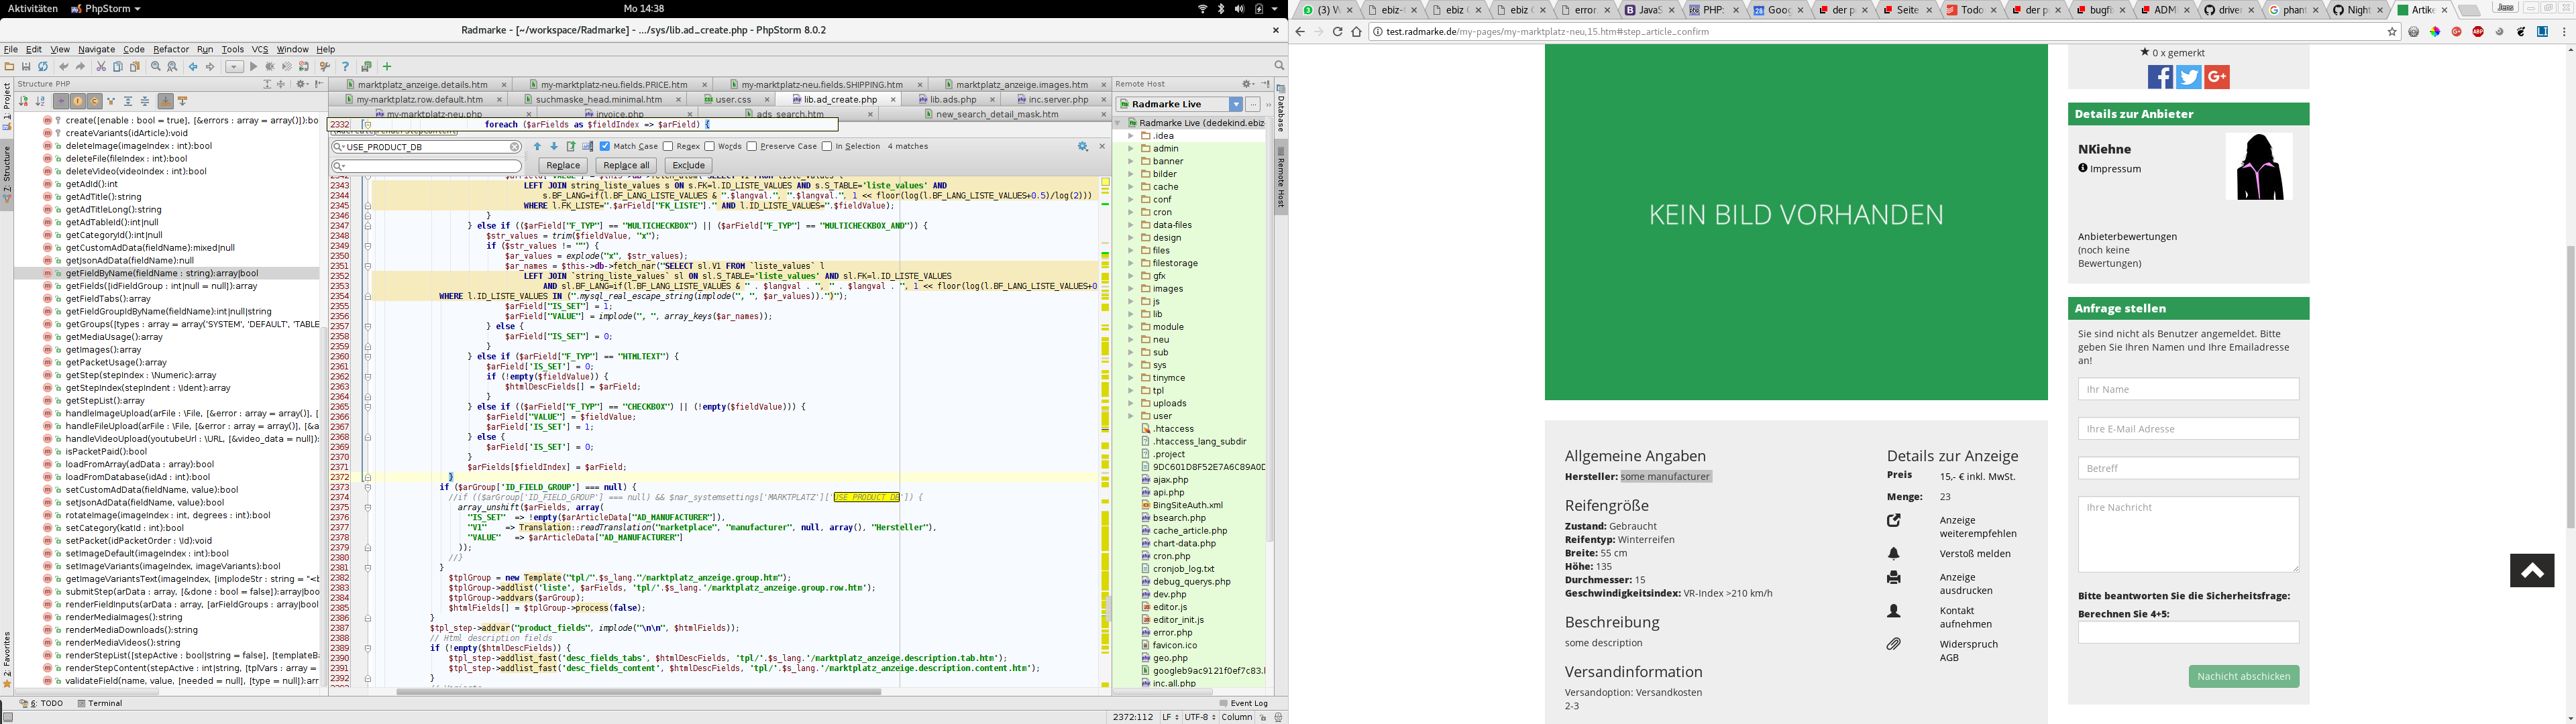 Aktivitäten PhpStorm Mo 14:38
Radmarke - [~/workspace/Radmarke] - .../sys/lib.ad_create.php - PhpStorm 8.0.2
File Edit View Navigate Code Refactor Run Tools VCS Window Help
Structure PHP
create([enable : bool = true], [&errors : array = array()]):bo
createVariants(idArticle):void
deleteImage(imageIndex : int):bool
deleteFile(fileIndex : int):bool
deleteVideo(videoIndex : int):bool
getAdId():int
getAdTitle():string
getAdTitleLong():string
getAdTableId():int|null
getCategoryId():int|null
getCustomAdData(fieldName):mixed|null
getJsonAdData(fieldName):null
getFieldByName(fieldName : string):array|bool
getFields([idFieldGroup : int|null = null]):array
getFieldTabs():array
getFieldGroupIdByName(fieldName):int|null|string
getGroups([types : array = array('SYSTEM', 'DEFAULT', 'TABLE
getMediaUsage():array
getImages():array
getPacketUsage():array
getStep(stepIndex : \Numeric):array
getStepIndex(stepIndent : \Ident):array
getStepList():array
handleImageUpload(arFile : \File, [&error : array = array()], [
handleFileUpload(arFile : \File, [&error : array = array()], [&a
handleVideoUpload(youtubeUrl : \URL, [&video_data = null]):
isPacketPaid():bool
loadFromArray(adData : array):bool
loadFromDatabase(idAd : int):bool
setCustomAdData(fieldName, value):bool
setJsonAdData(fieldName, value):bool
rotateImage(imageIndex : int, degrees : int):bool
setCategory(katId : int):bool
setPacket(idPacketOrder : \Id):void
setImageDefault(imageIndex : int):bool
setImageVariants(imageIndex, imageVariants):bool
getImageVariantsText(imageIndex, [implodeStr : string = "<b
submitStep(arData : array, [&done : bool = false]):array|bool
renderFieldInputs(arData : array, [arFieldGroups : array|bool
renderMediaImages():string
renderMediaDownloads():string
renderMediaVideos():string
renderStepList([stepActive : bool|string = false], [templateBa
renderStepContent(stepActive : int|string, [tplVars : array =
validateField(name, value, [needed = null], [type = null]):arr
marktplatz_anzeige.details.htm my-marktplatz-neu.fields.PRICE.htm my-marktplatz-neu.fields.SHIPPING.htm marktplatz_anzeige.images.htm
my-marktplatz.row.default.htm suchmaske_head.minimal.htm user.css lib.ad_create.php lib.ads.php inc.server.php
my-marktplatz.php invoice.php ads_search.htm new_search_detail_mask.htm
2332 foreach ($arFields as $fieldIndex => $arField) {
USE_PRODUCT_DB Match Case Regex Words Preserve Case In Selection 4 matches
Replace Replace all Exclude
2343 LEFT JOIN string_liste_values s ON s.FK=l.ID_LISTE_VALUES AND s.S_TABLE='liste_values' AND
2344 s.BF_LANG=if(l.BF_LANG_LISTE_VALUES & ".$langval.", ".$langval.", 1 << floor(log(l.BF_LANG_LISTE_VALUES+0.5)/log(2)))
2345 WHERE l.FK_LISTE=".$arField["FK_LISTE"]." AND l.ID_LISTE_VALUES=".$fieldValue);
2346 }
2347 } else if (($arField["F_TYP"] == "MULTICHECKBOX") || ($arField["F_TYP"] == "MULTICHECKBOX_AND")) {
2348 $str_values = trim($fieldValue, "x");
2349 if ($str_values != "") {
2350 $ar_values = explode("x", $str_values);
2351 $ar_names = $this->db->fetch_nar("SELECT sl.V1 FROM `liste_values` l
2352 LEFT JOIN `string_liste_values` sl ON sl.S_TABLE='liste_values' AND sl.FK=l.ID_LISTE_VALUES
2353 AND sl.BF_LANG=if(l.BF_LANG_LISTE_VALUES & " . $langval . ", " . $langval . ", 1 << floor(log(l.BF_LANG_LISTE_VALUES+0
2354 WHERE l.ID_LISTE_VALUES IN (".mysql_real_escape_string(implode(", ", $ar_values)).")");
2355 $arField["IS_SET"] = 1;
2356 $arField["VALUE"] = implode(", ", array_keys($ar_names));
2357 } else {
2358 $arField["IS_SET"] = 0;
2359 }
2360 } else if ($arField["F_TYP"] == "HTMLTEXT") {
2361 $arField['IS_SET'] = 0;
2362 if (!empty($fieldValue)) {
2363 $htmlDescFields[] = $arField;
2364 }
2365 } else if (($arField["F_TYP"] == "CHECKBOX") || (!empty($fieldValue))) {
2366 $arField["VALUE"] = $fieldValue;
2367 $arField['IS_SET'] = 1;
2368 } else {
2369 $arField['IS_SET'] = 0;
2370 }
2371 $arFields[$fieldIndex] = $arField;
2372 }
2373 if ($arGroup['ID_FIELD_GROUP'] === null) {
2374 //if (($arGroup['ID_FIELD_GROUP'] === null) && $nar_systemsettings['MARKTPLATZ']['USE_PRODUCT_DB']) {
2375 array_unshift($arFields, array(
2376 "IS_SET" => !empty($arArticleData["AD_MANUFACTURER"]),
2377 "V1" => Translation::readTranslation("marketplace", "manufacturer", null, array(), "Hersteller"),
2378 "VALUE" => $arArticleData["AD_MANUFACTURER"]
2379 ));
2380 //}
2381 }
2382 $tplGroup = new Template("tpl/".$s_lang."/marktplatz_anzeige.group.htm");
2383 $tplGroup->addlist('liste', $arFields, 'tpl/'.$s_lang.'/marktplatz_anzeige.group.row.htm');
2384 $tplGroup->addvars($arGroup);
2385 $htmlFields[] = $tplGroup->process(false);
2386 }
2387 $tpl_step->addvar("product_fields", implode("\n\n", $htmlFields));
2388 // Html description fields
2389 if (!empty($htmlDescFields)) {
2390 $tpl_step->addlist_fast('desc_fields_tabs', $htmlDescFields, 'tpl/'.$s_lang.'/marktplatz_anzeige.description.tab.htm');
2391 $tpl_step->addlist_fast('desc_fields_content', $htmlDescFields, 'tpl/'.$s_lang.'/marktplatz_anzeige.description.content.htm');
2392 }
Remote Host
Radmarke Live
Radmarke Live (dedekind.ebiz
.idea
admin
banner
bilder
cache
conf
cron
data-files
design
files
filestorage
gfx
images
js
lib
module
neu
sub
sys
tinymce
tpl
uploads
user
.htaccess
.htaccess_lang_subdir
.project
9DC601D8F52E7A6C89A0D
ajax.php
api.php
BingSiteAuth.xml
bsearch.php
cache_article.php
chart-data.php
cron.php
cronjob_log.txt
debug_querys.php
dev.php
editor.js
editor_init.js
error.php
favicon.ico
geo.php
googleb9ac9121f0ef7c83.l
inc.all.php
1: Project
7: Structure
2: Favorites
Database
Remote Host
6: TODO Terminal Event Log
2372:112 LF UTF-8 Column
(3) V ebiz- ebiz ( ebiz ( error JavaS PHP: Goog der p Seite Todo der p bugfi ADM driver phant Night Artike Jens
test.radmarke.de/my-pages/my-marktplatz-neu,15.htm#step_article_confirm
0 x gemerkt
KEIN BILD VORHANDEN
Details zur Anbieter
NKiehne
Impressum
Anbieterbewertungen
(noch keine
Bewertungen)
Anfrage stellen
Sie sind nicht als Benutzer angemeldet. Bitte
geben Sie Ihren Namen und Ihre Emailadresse
an!
Ihr Name
Ihre E-Mail Adresse
Betreff
Ihre Nachricht
Bitte beantworten Sie die Sicherheitsfrage:
Berechnen Sie 4+5:
Nachicht abschicken
Allgemeine Angaben
Hersteller: some manufacturer
Reifengröße
Zustand: Gebraucht
Reifentyp: Winterreifen
Breite: 55 cm
Höhe: 135
Durchmesser: 15
Geschwindigkeitsindex: VR-Index >210 km/h
Beschreibung
some description
Versandinformation
Versandoption: Versandkosten
2-3
Details zur Anzeige
Preis 15,- € inkl. MwSt.
Menge: 23
Anzeige
weiterempfehlen
Verstoß melden
Anzeige
ausdrucken
Kontakt
aufnehmen
Widerspruch
AGB